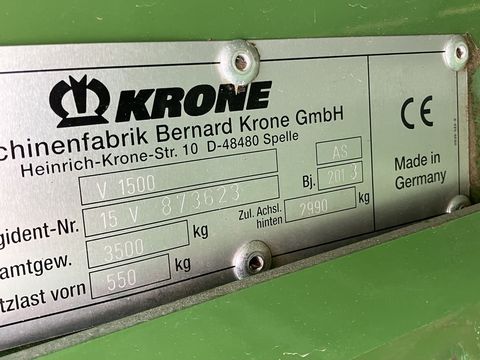 KRONE
chinenfabrik Bernard Krone GmbH
Heinrich-Krone-Str. 10 D-48480 Spelle
CE
Made in
Germany
V 1500 AS
gident-Nr. 15 V 873623 Bj. 2013
amtgew. 3500 kg Zul. Achsl. hinten 2990 kg
tzlast vorn 550 kg